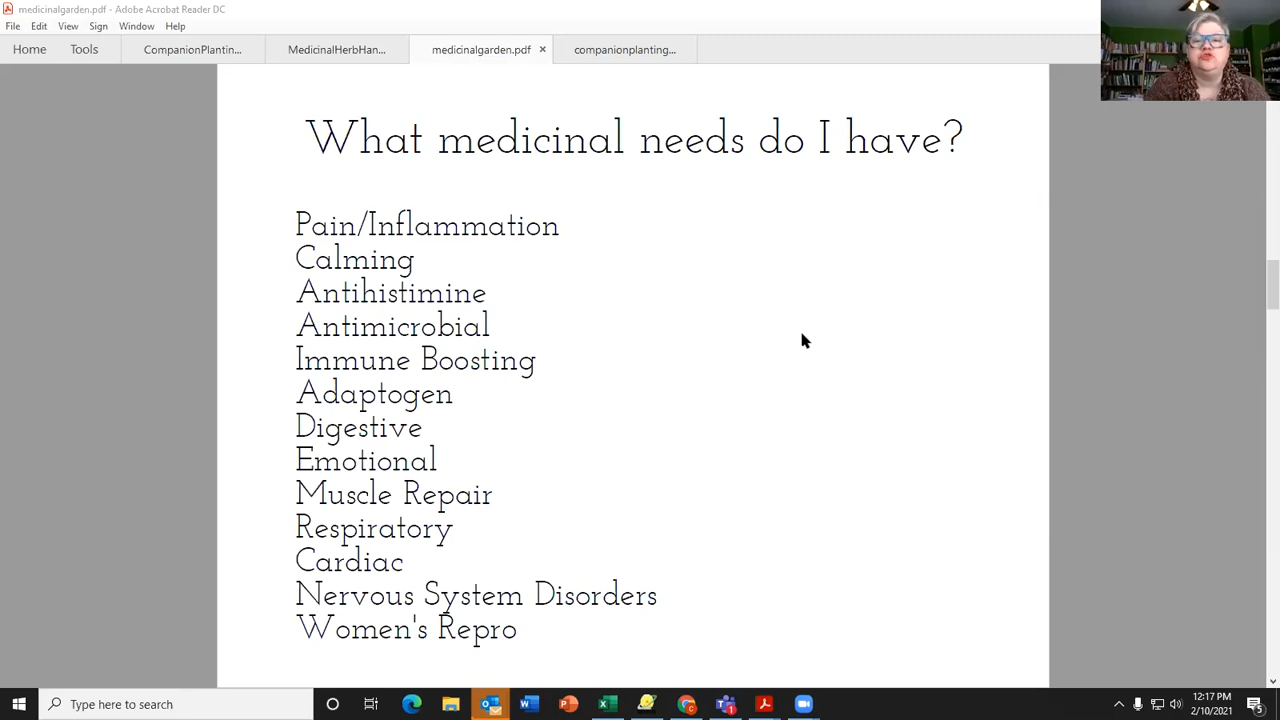 medicinalgarden.pdf - Adobe Acrobat Reader DC
File Edit View Sign Window Help
Home Tools CompanionPlantin... MedicinalHerbHan... medicinalgarden.pdf × companionplanting...
What medicinal needs do I have?
Pain/Inflammation
Calming
Antihistimine
Antimicrobial
Immune Boosting
Adaptogen
Digestive
Emotional
Muscle Repair
Respiratory
Cardiac
Nervous System Disorders
Women's Repro
Type here to search
12:17 PM
2/10/2021
5